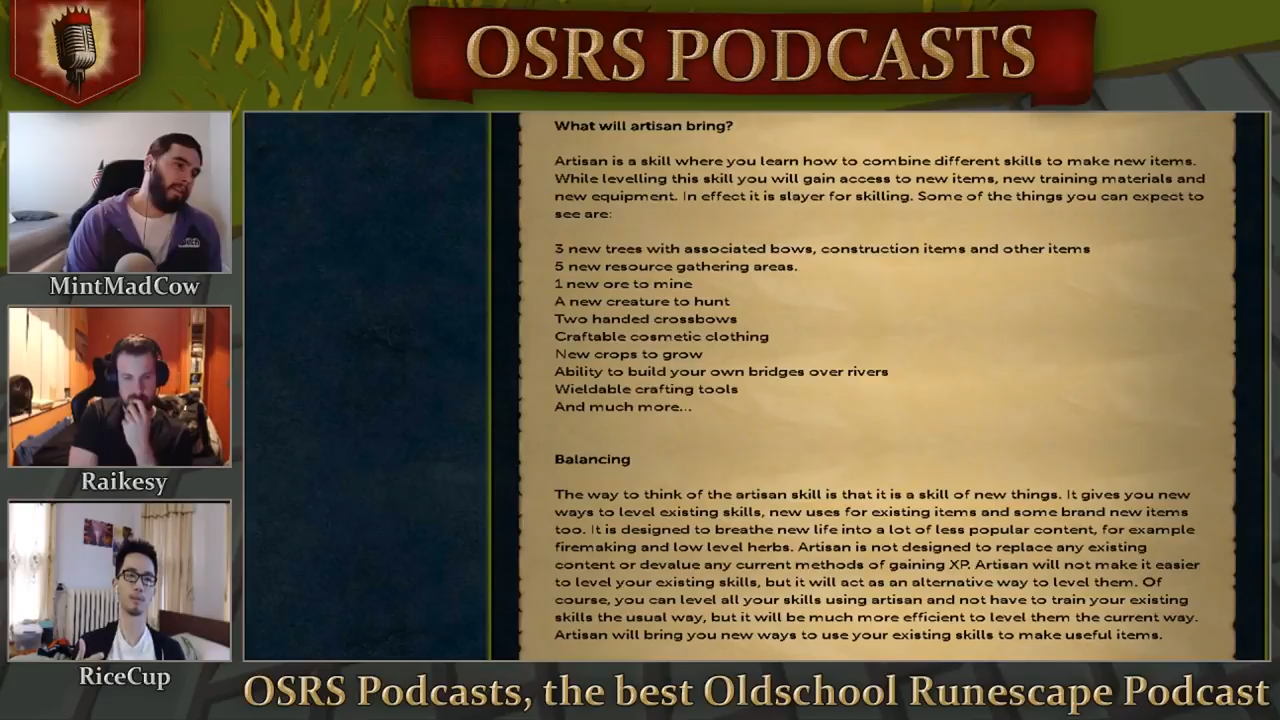 OSRS PODCASTS
MintMadCow
Raikesy
RiceCup
What will artisan bring?
Artisan is a skill where you learn how to combine different skills to make new items.
While levelling this skill you will gain access to new items, new training materials and
new equipment. In effect it is slayer for skilling. Some of the things you can expect to
see are:
3 new trees with associated bows, construction items and other items
5 new resource gathering areas.
1 new ore to mine
A new creature to hunt
Two handed crossbows
Craftable cosmetic clothing
New crops to grow
Ability to build your own bridges over rivers
Wieldable crafting tools
And much more...
Balancing
The way to think of the artisan skill is that it is a skill of new things. It gives you new
ways to level existing skills, new uses for existing items and some brand new items
too. It is designed to breathe new life into a lot of less popular content, for example
firemaking and low level herbs. Artisan is not designed to replace any existing
content or devalue any current methods of gaining XP. Artisan will not make it easier
to level your existing skills, but it will act as an alternative way to level them. Of
course, you can level all your skills using artisan and not have to train your existing
skills the usual way, but it will be much more efficient to level them the current way.
Artisan will bring you new ways to use your existing skills to make useful items.
OSRS Podcasts, the best Oldschool Runescape Podcast